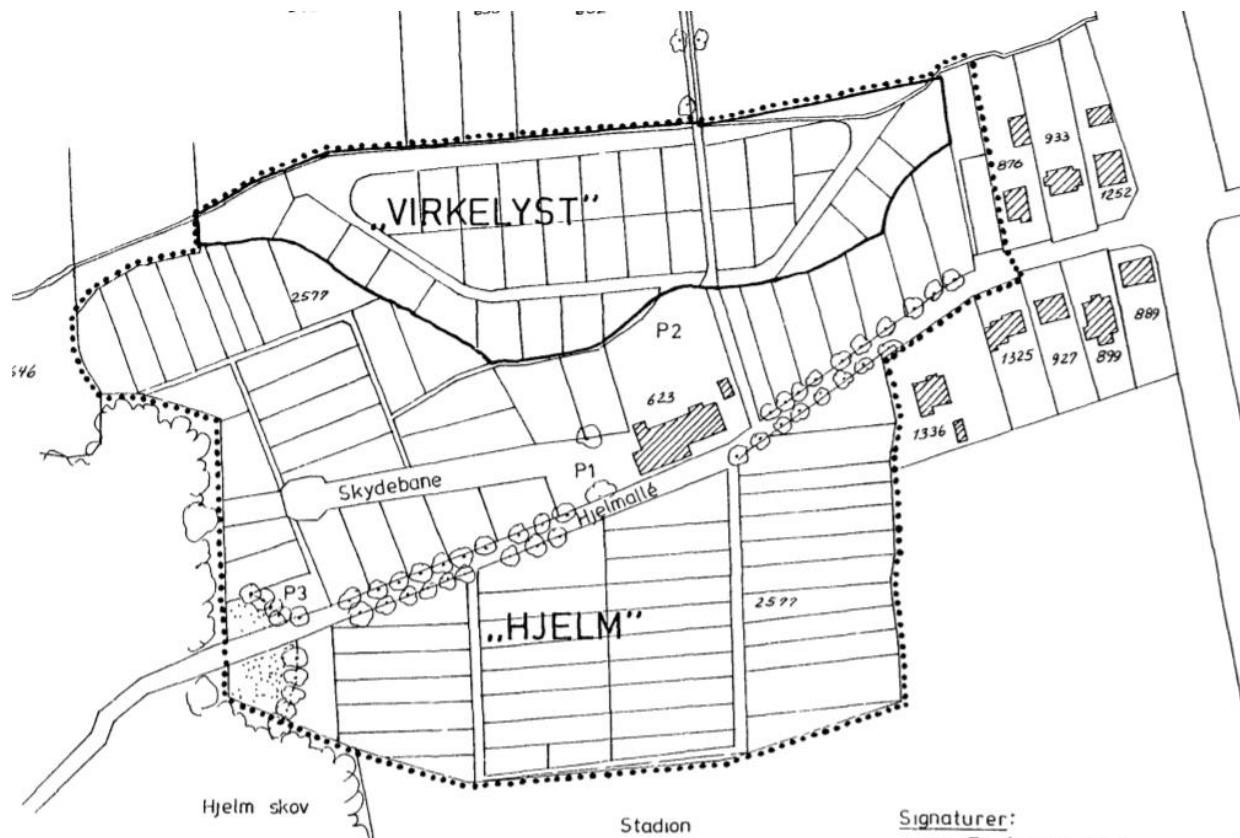 933
876
1252
„VIRKELYST"
2577
889
P2
1325
927
899
646
623
1336
P1
Skydebane
Hjelmallé
P3
2577
„HJELM"
Hjelm skov
Stadion
Signaturer: